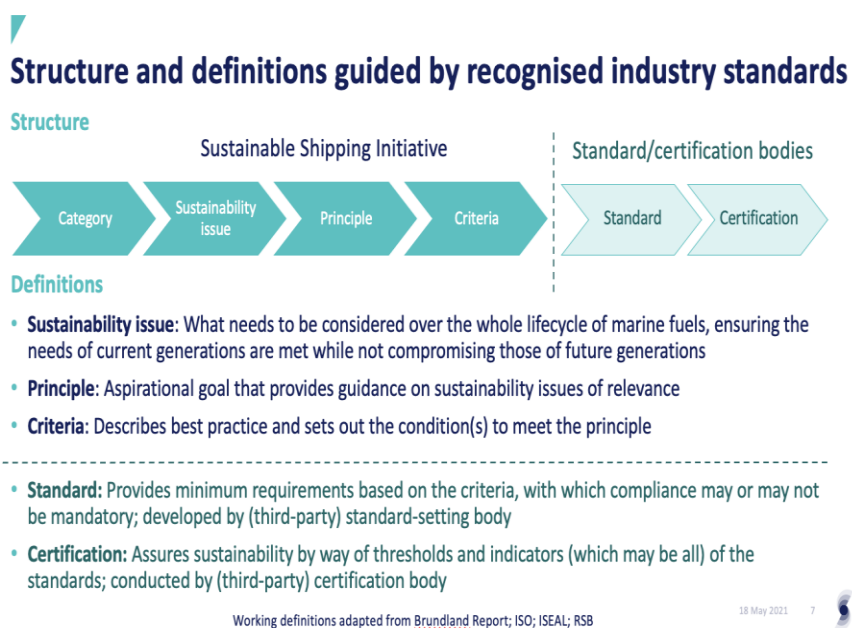 Structure and definitions guided by recognised industry standards
Structure
Sustainable Shipping Initiative
Standard/certification bodies
Category
Sustainability
issue
Principle
Criteria
Standard
Certification
Definitions
• Sustainability issue: What needs to be considered over the whole lifecycle of marine fuels, ensuring the
needs of current generations are met while not compromising those of future generations
• Principle: Aspirational goal that provides guidance on sustainability issues of relevance
• Criteria: Describes best practice and sets out the condition(s) to meet the principle
• Standard: Provides minimum requirements based on the criteria, with which compliance may or may not
be mandatory; developed by (third-party) standard-setting body
• Certification: Assures sustainability by way of thresholds and indicators (which may be all) of the
standards; conducted by (third-party) certification body
Working definitions adapted from Brundland Report; ISO; ISEAL; RSB
18 May 2021 7